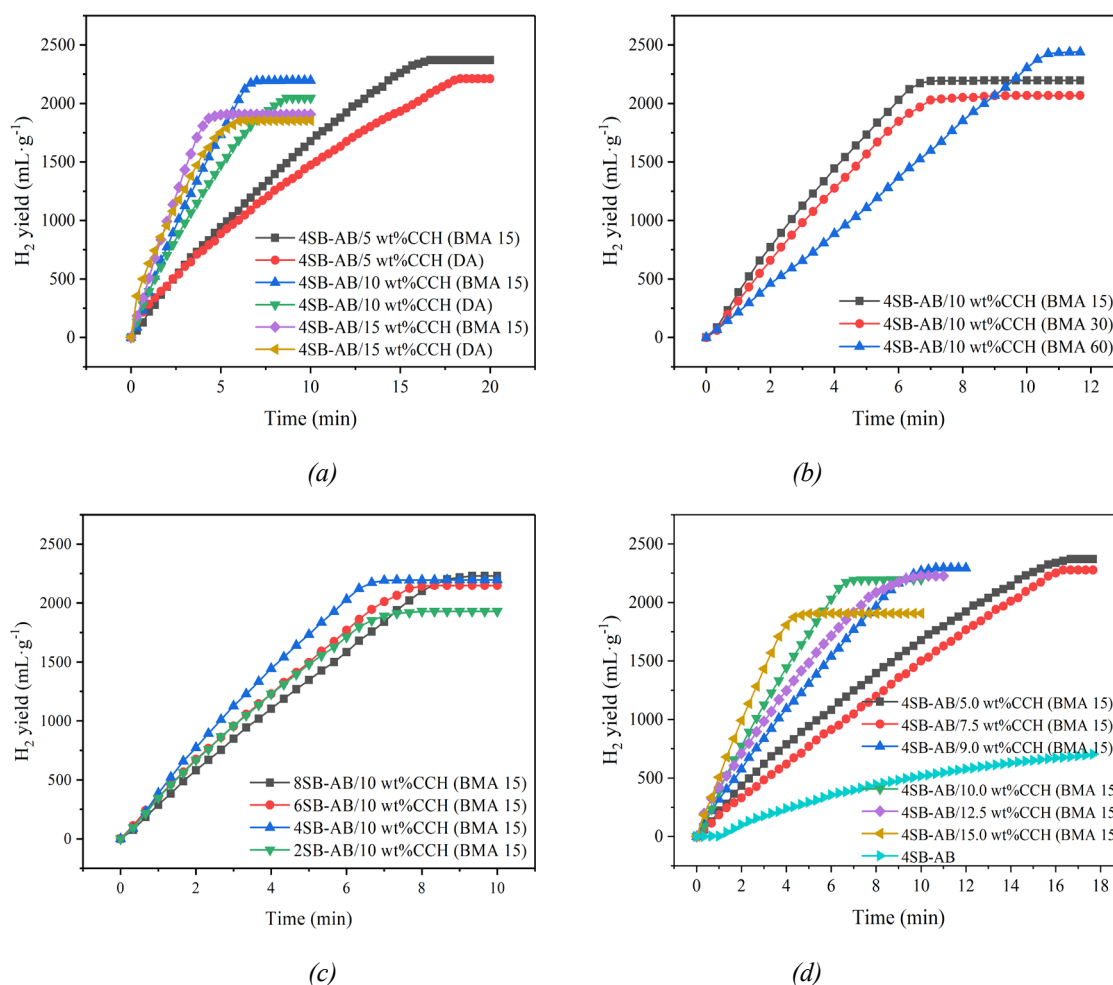 2500
2000
1500
1000
500
0
H₂ yield (mL·g⁻¹)
4SB-AB/5 wt%CCH (BMA 15)
4SB-AB/5 wt%CCH (DA)
4SB-AB/10 wt%CCH (BMA 15)
4SB-AB/10 wt%CCH (DA)
4SB-AB/15 wt%CCH (BMA 15)
4SB-AB/15 wt%CCH (DA)
0 5 10 15 20
Time (min)
(a)
2500
2000
1500
1000
500
0
H₂ yield (mL·g⁻¹)
4SB-AB/10 wt%CCH (BMA 15)
4SB-AB/10 wt%CCH (BMA 30)
4SB-AB/10 wt%CCH (BMA 60)
0 2 4 6 8 10 12
Time (min)
(b)
2500
2000
1500
1000
500
0
H₂ yield (mL·g⁻¹)
8SB-AB/10 wt%CCH (BMA 15)
6SB-AB/10 wt%CCH (BMA 15)
4SB-AB/10 wt%CCH (BMA 15)
2SB-AB/10 wt%CCH (BMA 15)
0 2 4 6 8 10
Time (min)
(c)
2500
2000
1500
1000
500
0
H₂ yield (mL·g⁻¹)
4SB-AB/5.0 wt%CCH (BMA 15)
4SB-AB/7.5 wt%CCH (BMA 15)
4SB-AB/9.0 wt%CCH (BMA 15)
4SB-AB/10.0 wt%CCH (BMA 15
4SB-AB/12.5 wt%CCH (BMA 15
4SB-AB/15.0 wt%CCH (BMA 15
4SB-AB
0 2 4 6 8 10 12 14 16 18
Time (min)
(d)